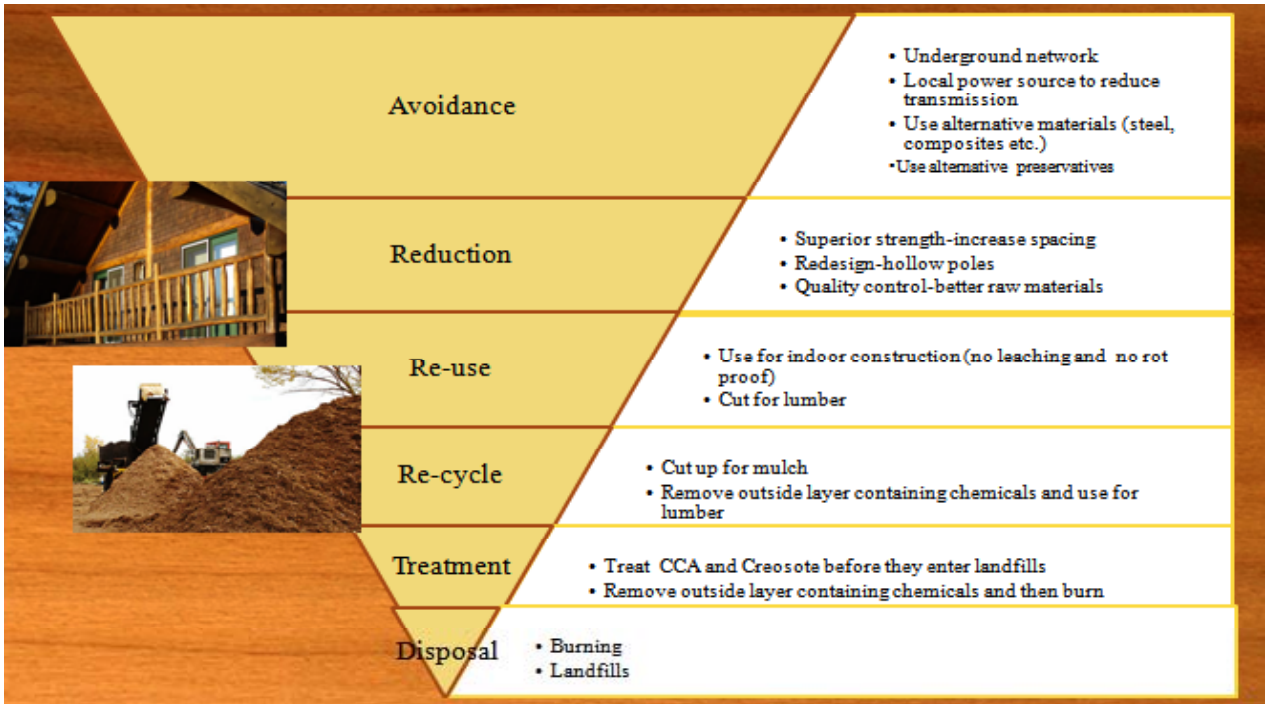 Avoidance
• Underground network
• Local power source to reduce
transmission
• Use alternative materials (steel,
composites etc.)
•Use alternative preservatives
Reduction
• Superior strength-increase spacing
• Redesign-hollow poles
• Quality control-better raw materials
Re-use
• Use for indoor construction (no leaching and no rot
proof)
• Cut for lumber
Re-cycle
• Cut up for mulch
• Remove outside layer containing chemicals and use for
lumber
Treatment
• Treat CCA and Creosote before they enter landfills
• Remove outside layer containing chemicals and then burn
Disposal
• Burning
• Landfills